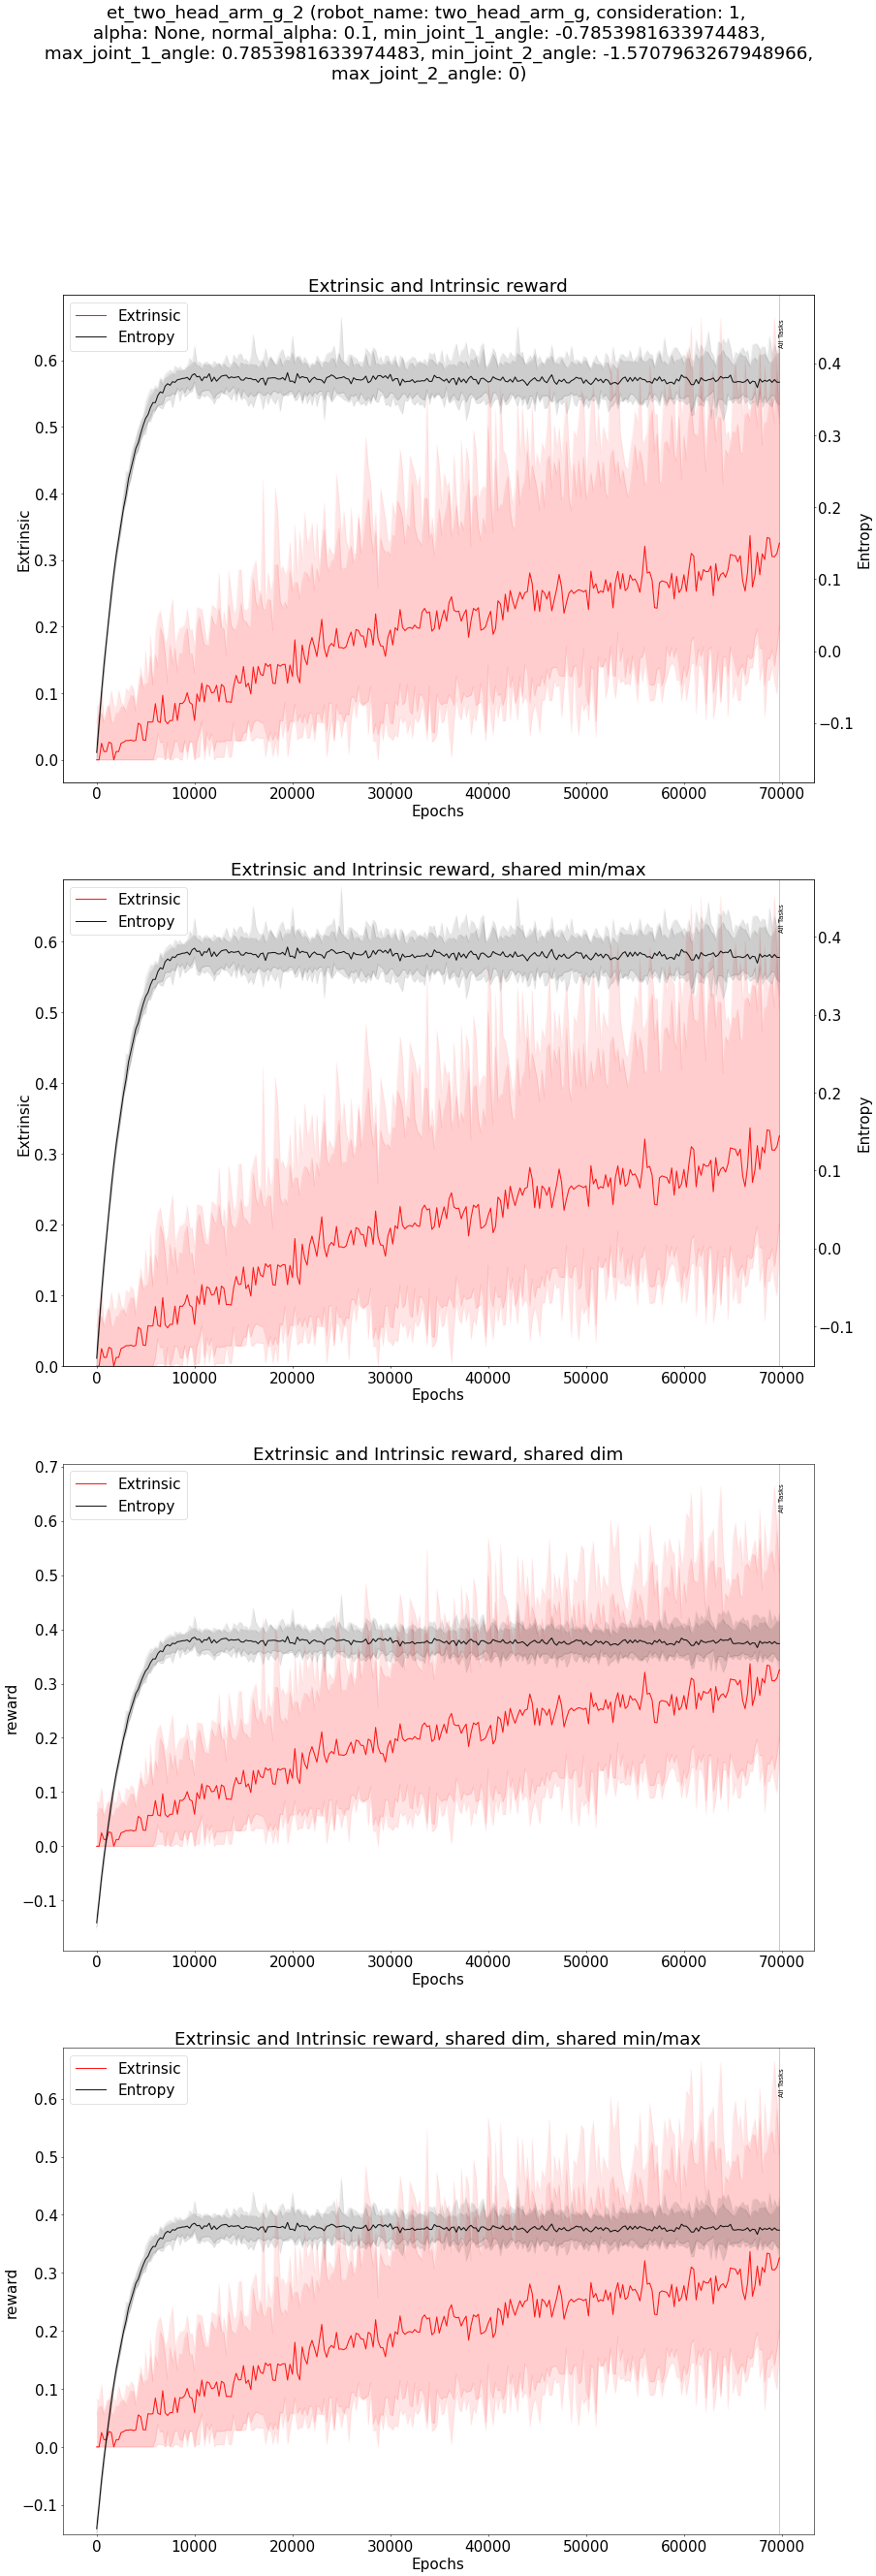 et_two_head_arm_g_2 (robot_name: two_head_arm_g, consideration: 1,
alpha: None, normal_alpha: 0.1, min_joint_1_angle: -0.7853981633974483,
max_joint_1_angle: 0.7853981633974483, min_joint_2_angle: -1.5707963267948966,
max_joint_2_angle: 0)
Extrinsic and Intrinsic reward
Extrinsic
Entropy
All Tasks
0.6
0.5
0.4
0.3
0.2
0.1
0.0
Extrinsic
0.4
0.3
0.2
0.1
0.0
−0.1
Entropy
0 10000 20000 30000 40000 50000 60000 70000
Epochs
Extrinsic and Intrinsic reward, shared min/max
Extrinsic
Entropy
All Tasks
0.6
0.5
0.4
0.3
0.2
0.1
0.0
Extrinsic
0.4
0.3
0.2
0.1
0.0
−0.1
Entropy
0 10000 20000 30000 40000 50000 60000 70000
Epochs
Extrinsic and Intrinsic reward, shared dim
Extrinsic
Entropy
All Tasks
0.7
0.6
0.5
0.4
0.3
0.2
0.1
0.0
−0.1
reward
0 10000 20000 30000 40000 50000 60000 70000
Epochs
Extrinsic and Intrinsic reward, shared dim, shared min/max
Extrinsic
Entropy
All Tasks
0.6
0.5
0.4
0.3
0.2
0.1
0.0
−0.1
reward
0 10000 20000 30000 40000 50000 60000 70000
Epochs